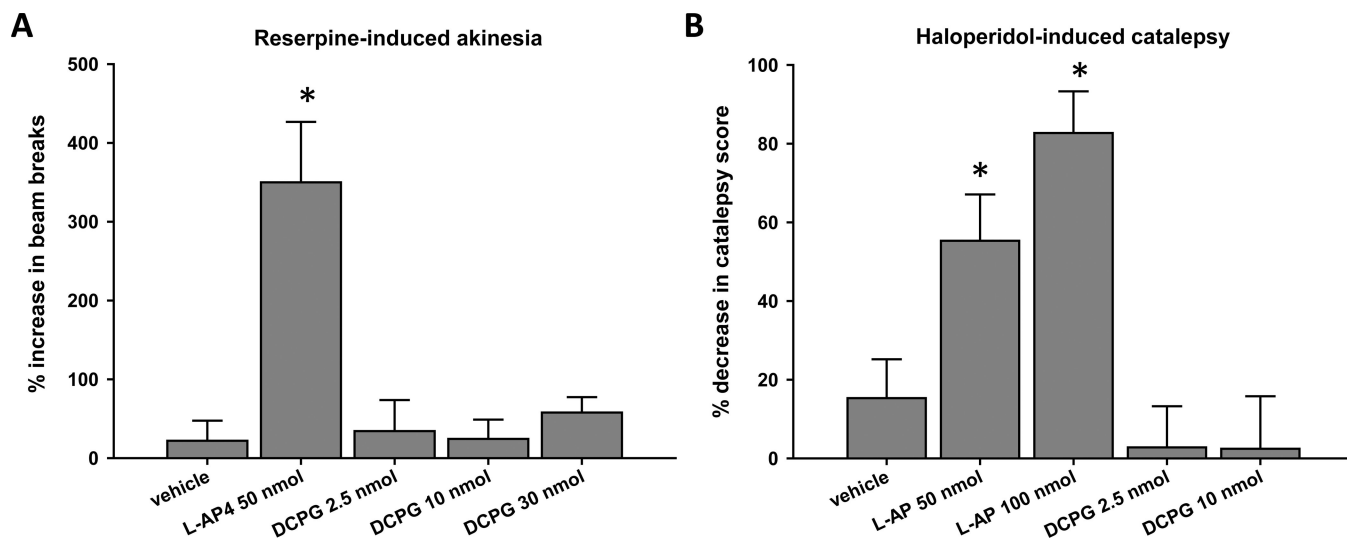 A
Reserpine-induced akinesia
% increase in beam breaks
500
400
300
200
100
0
*
vehicle
L-AP4 50 nmol
DCPG 2.5 nmol
DCPG 10 nmol
DCPG 30 nmol
B
Haloperidol-induced catalepsy
% decrease in catalepsy score
100
80
60
40
20
0
*
*
vehicle
L-AP 50 nmol
L-AP 100 nmol
DCPG 2.5 nmol
DCPG 10 nmol